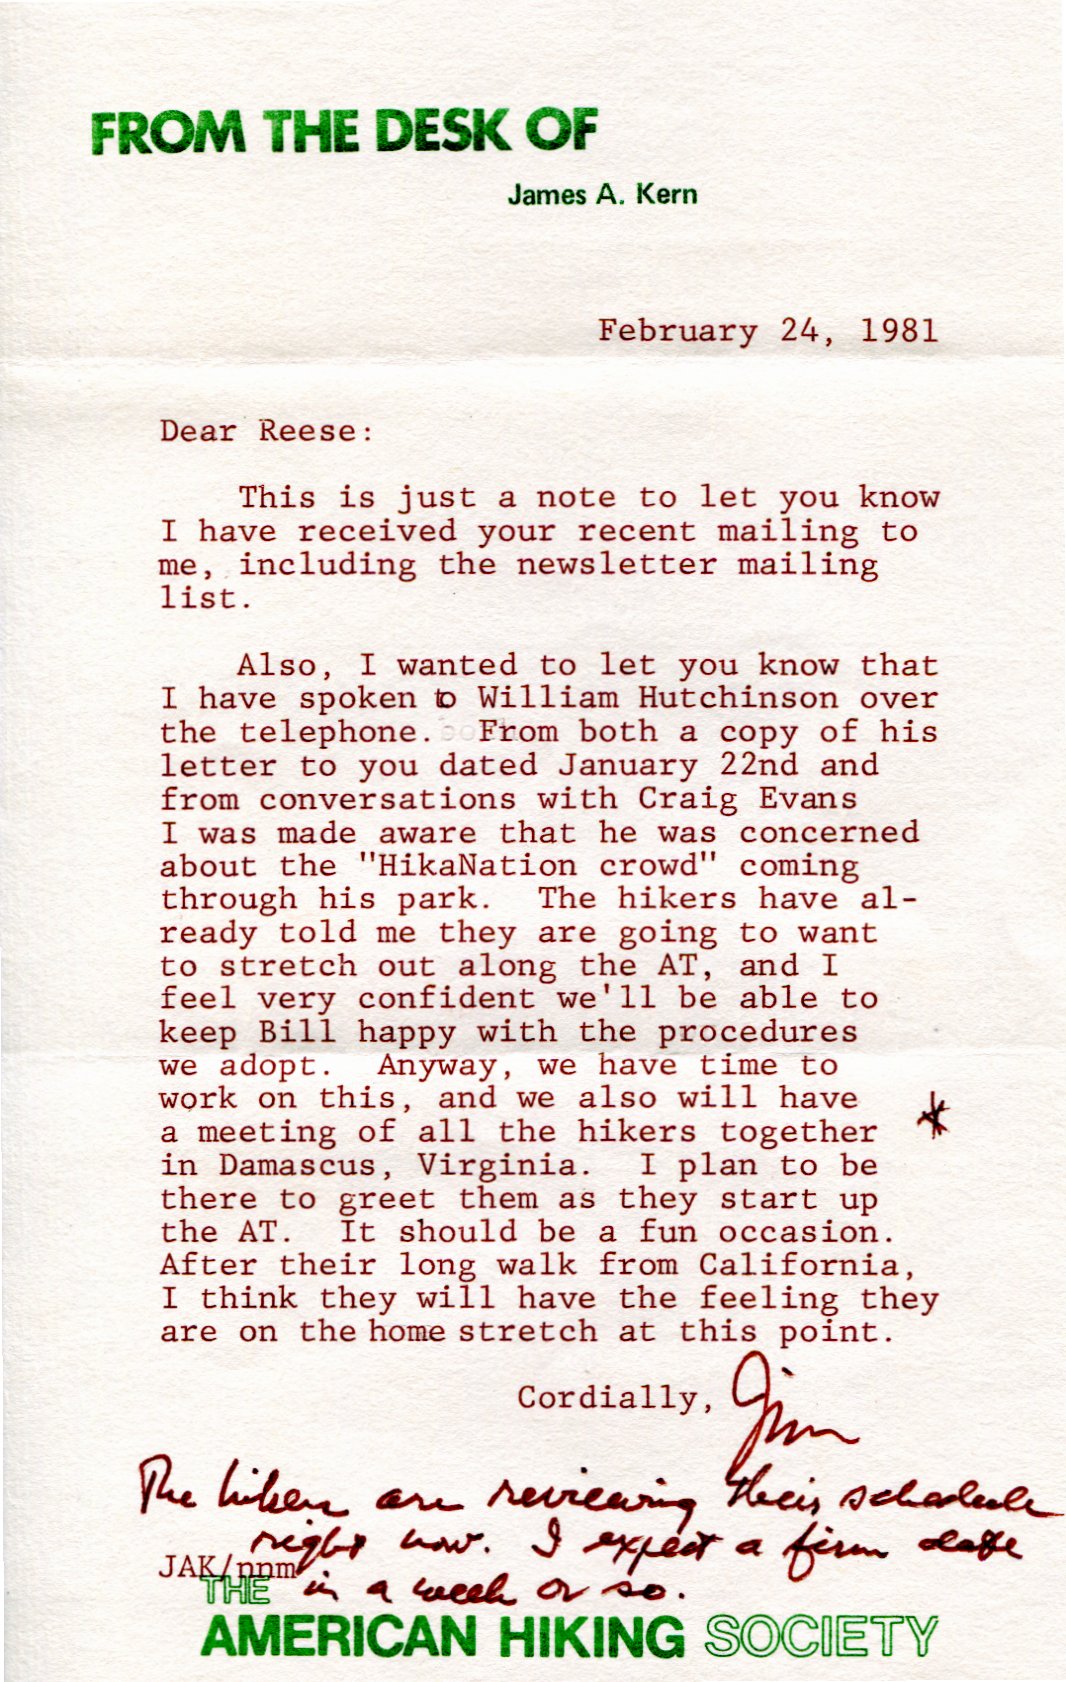 FROM THE DESK OF
James A. Kern
February 24, 1981
Dear Reese:
This is just a note to let you know
I have received your recent mailing to
me, including the newsletter mailing
list.
Also, I wanted to let you know that
I have spoken to William Hutchinson over
the telephone. From both a copy of his
letter to you dated January 22nd and
from conversations with Craig Evans
I was made aware that he was concerned
about the "HikaNation crowd" coming
through his park. The hikers have al-
ready told me they are going to want
to stretch out along the AT, and I
feel very confident we'll be able to
keep Bill happy with the procedures
we adopt. Anyway, we have time to
work on this, and we also will have
a meeting of all the hikers together *
in Damascus, Virginia. I plan to be
there to greet them as they start up
the AT. It should be a fun occasion.
After their long walk from California,
I think they will have the feeling they
are on the home stretch at this point.
Cordially, Jim
The hikers are reviewing their schedule
right now. I expect a firm date
JAK/nnm
in a week or so.
THE
AMERICAN HIKING SOCIETY